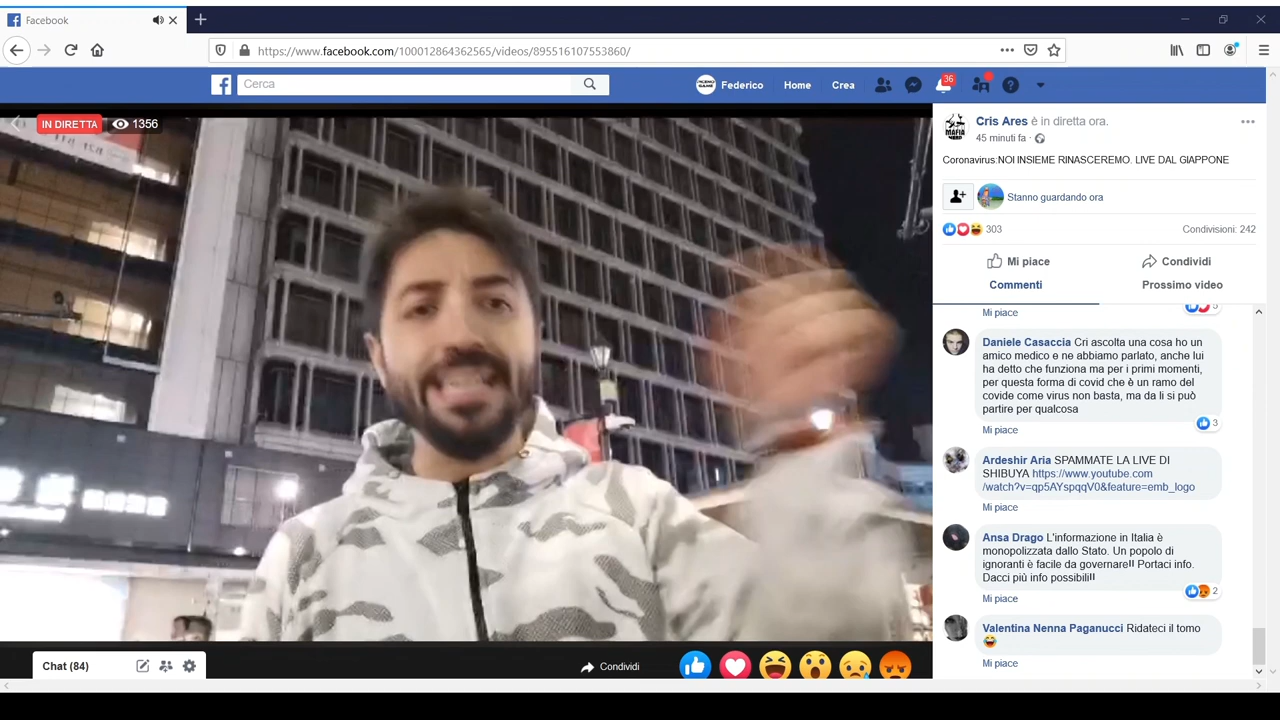 Facebook
https://www.facebook.com/100012864362565/videos/895516107553860/
Cerca
Federico
Home
Crea
36
IN DIRETTA
1356
MAFIA
Cris Ares è in diretta ora.
45 minuti fa ·
Coronavirus:NOI INSIEME RINASCEREMO. LIVE DAL GIAPPONE
Stanno guardando ora
303
Condivisioni: 242
Mi piace
Condividi
Commenti
Prossimo video
Mi piace
Daniele Casaccia Cri ascolta una cosa ho un
amico medico e ne abbiamo parlato, anche lui
ha detto che funziona ma per i primi momenti,
per questa forma di covid che è un ramo del
covide come virus non basta, ma da li si può
partire per qualcosa
3
Mi piace
Ardeshir Aria SPAMMATE LA LIVE DI
SHIBUYA https://www.youtube.com
/watch?v=qp5AYspqqV0&feature=emb_logo
Mi piace
Ansa Drago L'informazione in Italia è
monopolizzata dallo Stato. Un popolo di
ignoranti è facile da governare!! Portaci info.
Dacci più info possibili!!
2
Mi piace
Valentina Nenna Paganucci Ridateci il tomo
Mi piace
Chat (84)
Condividi